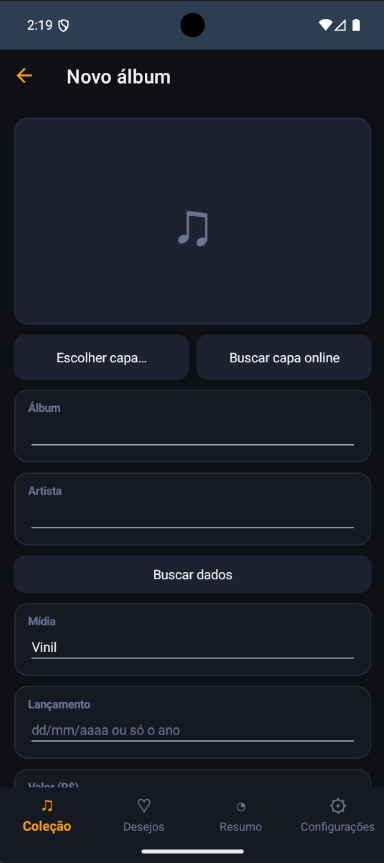 2:19
Novo álbum
Escolher capa...
Buscar capa online
Álbum
Artista
Buscar dados
Mídia
Vinil
Lançamento
dd/mm/aaaa ou só o ano
Valor (R$)
Coleção
Desejos
Resumo
Configurações